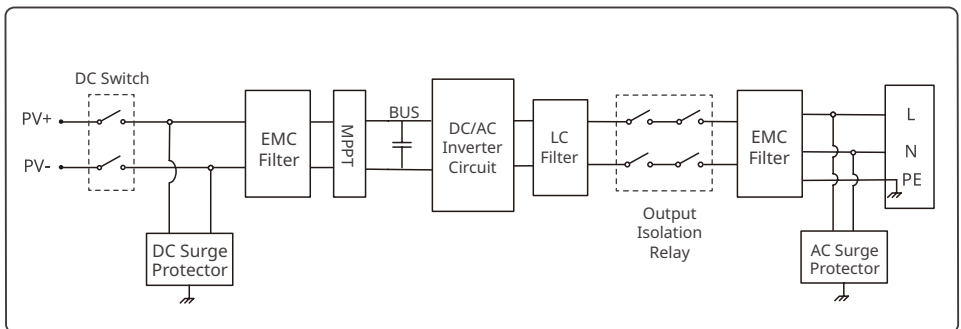 DC Switch
PV+
PV-
DC Surge
Protector
EMC
Filter
MPPT
BUS
DC/AC
Inverter
Circuit
LC
Filter
Output
Isolation
Relay
EMC
Filter
L
N
PE
AC Surge
Protector